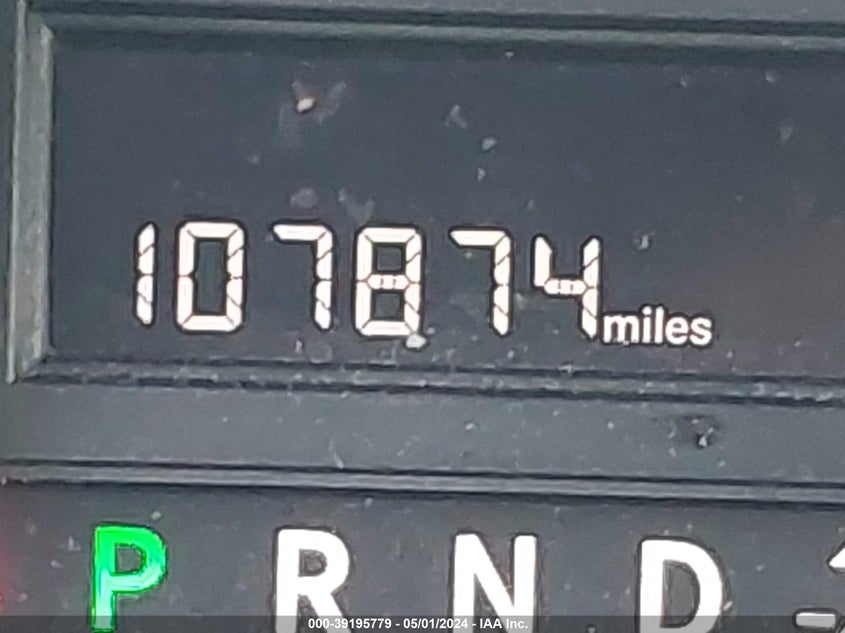 107874 miles
P R N D
000-39195779 - 05/01/2024 - IAA Inc.